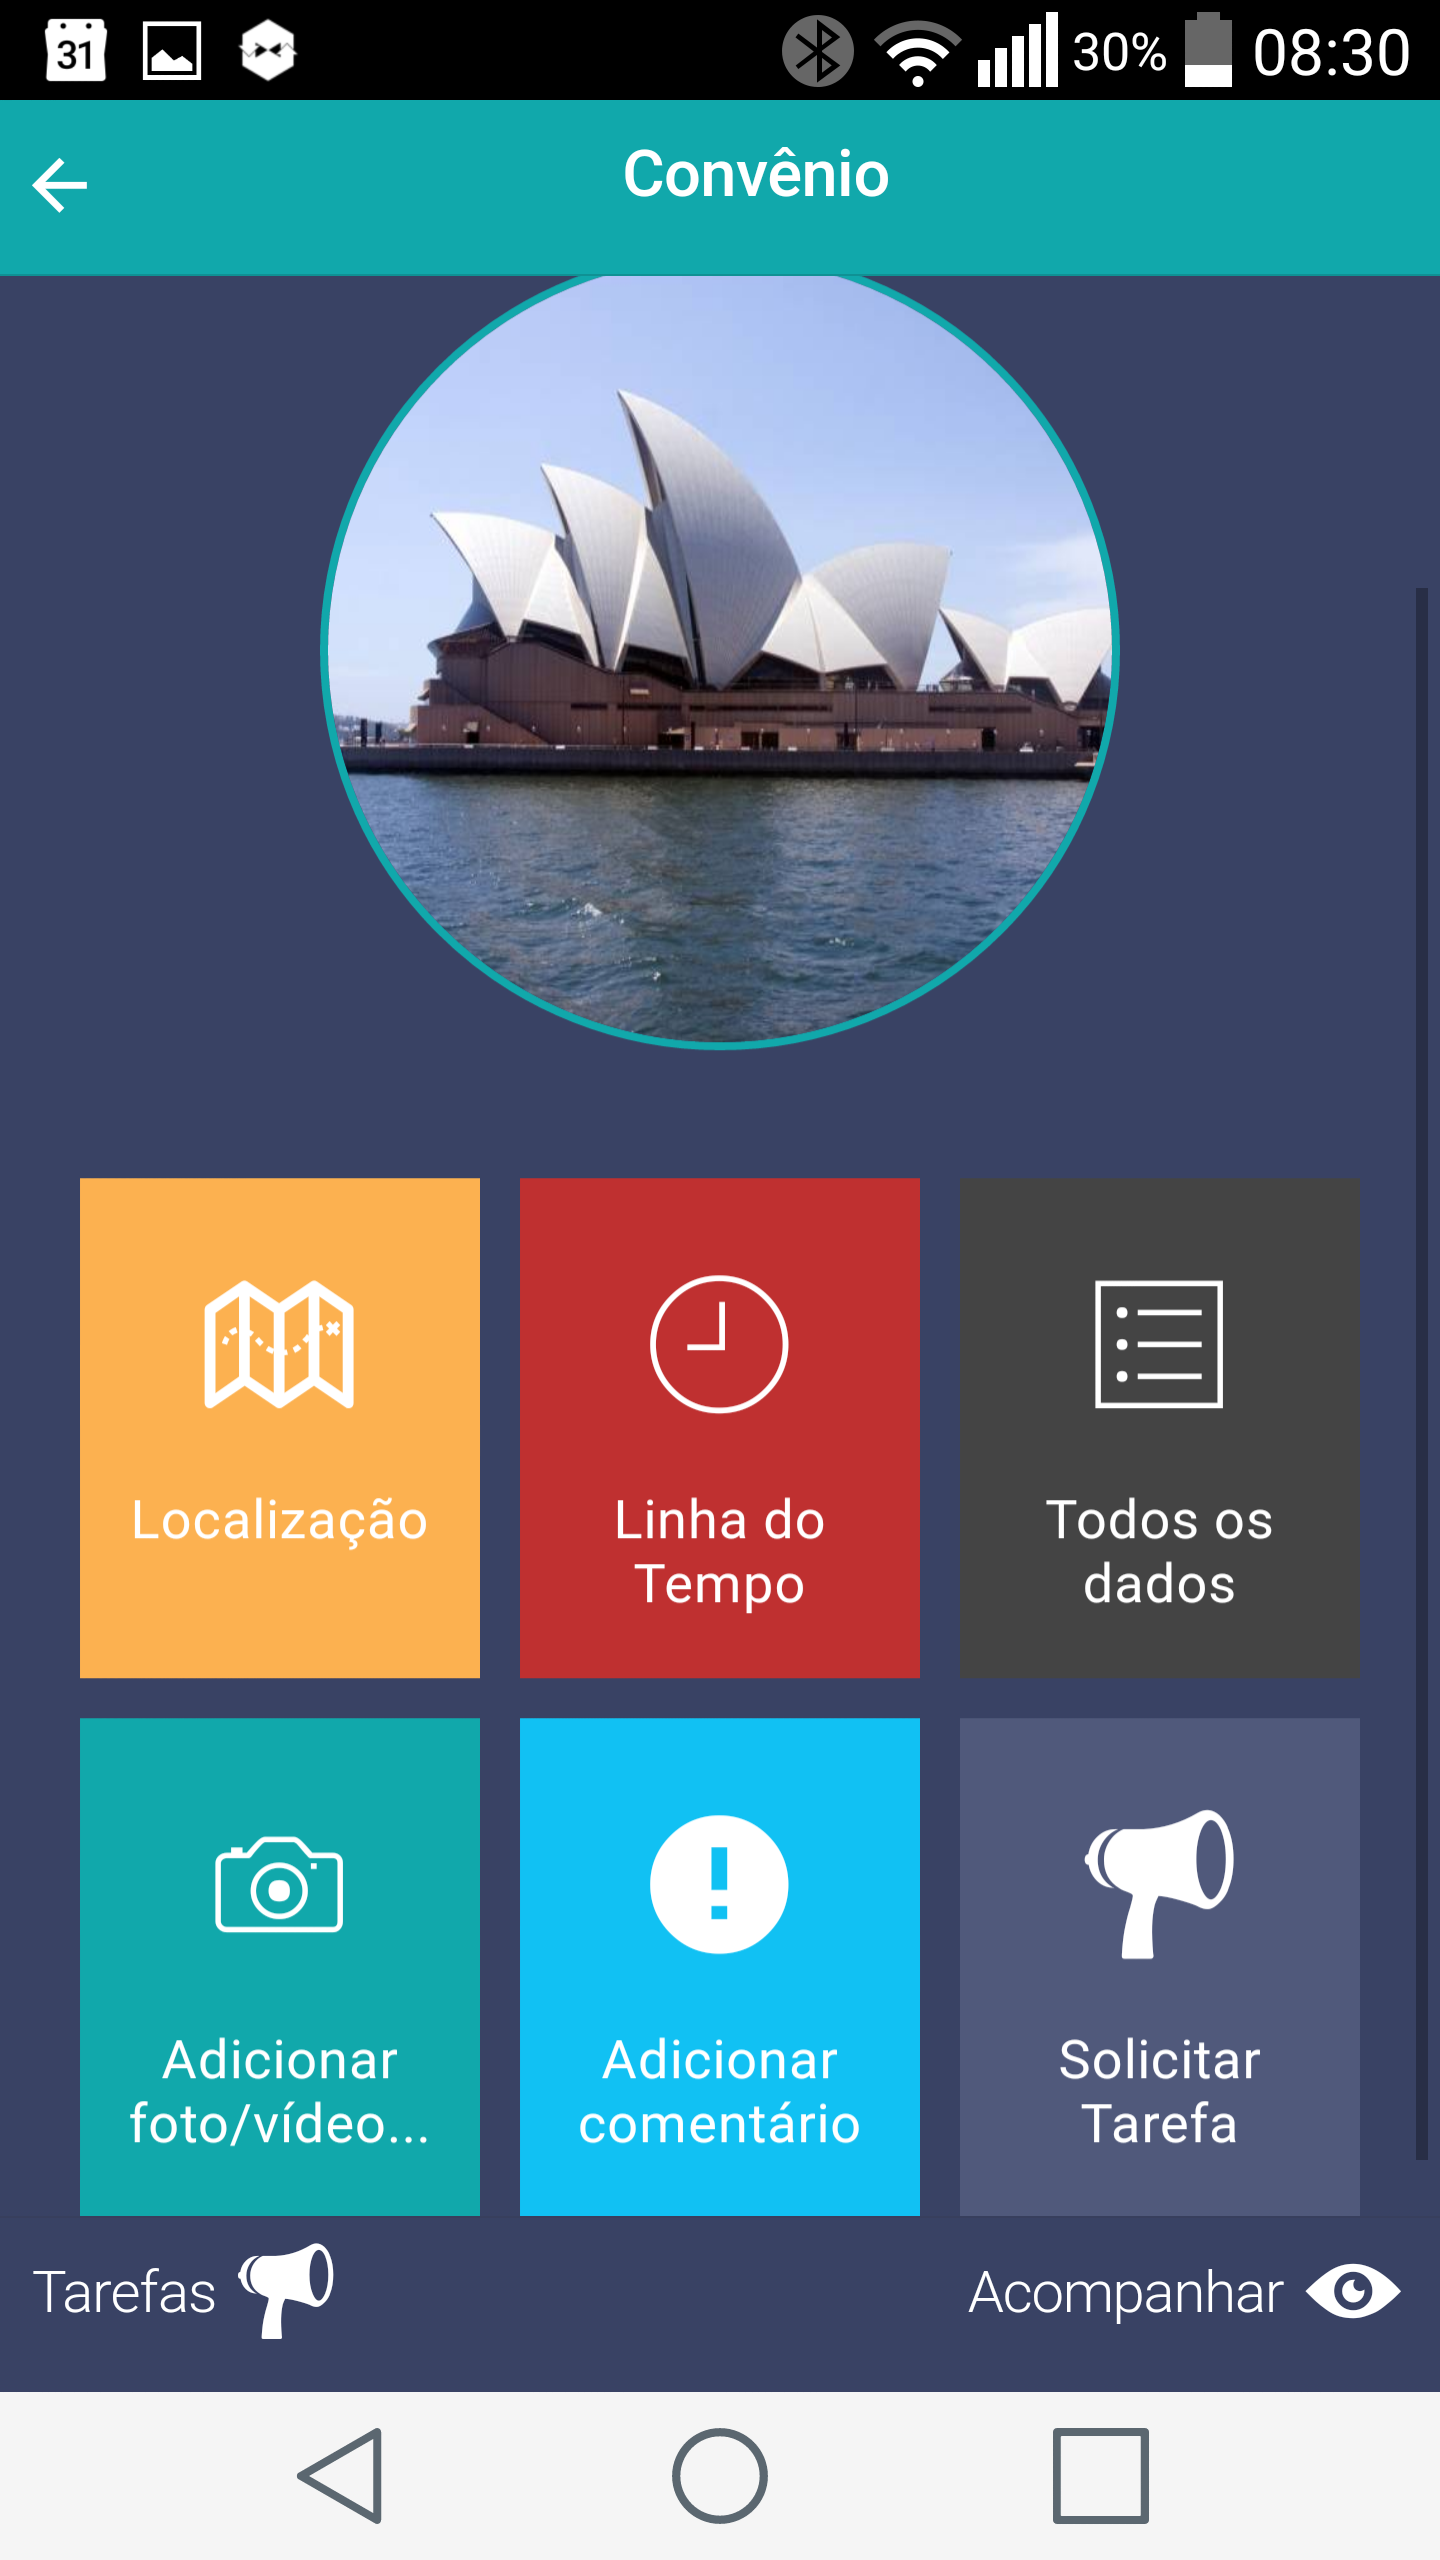 31
30% 08:30
Convênio
Localização
Linha do
Tempo
Todos os
dados
Adicionar
foto/vídeo...
Adicionar
comentário
Solicitar
Tarefa
Tarefas
Acompanhar